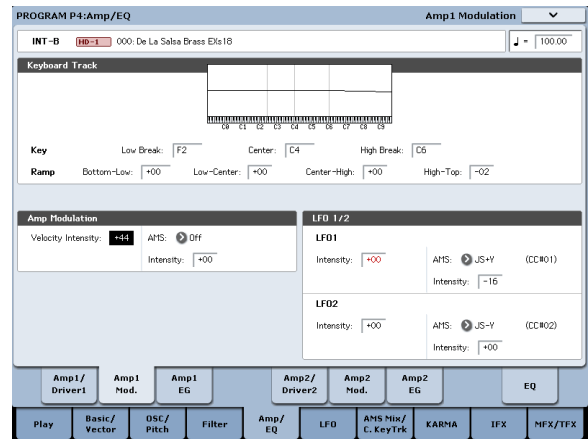 PROGRAM P4:Amp/EQ Amp1 Modulation
INT-B HD-1 000: De La Salsa Brass EXs18 ♩ = 100.00
Keyboard Track
C0 C1 C2 C3 C4 C5 C6 C7 C8 C9
Key Low Break: F2 Center: C4 High Break: C6
Ramp Bottom-Low: +00 Low-Center: +00 Center-High: +00 High-Top: -02
Amp Modulation
Velocity Intensity: +44 AMS: Off
Intensity: +00
LFO 1/2
LFO1
Intensity: +00 AMS: JS+Y (CC#01)
Intensity: -16
LFO2
Intensity: +00 AMS: JS-Y (CC#02)
Intensity: +00
Amp1/ Amp1 Amp1 Amp2/ Amp2 Amp2 EQ
Driver1 Mod. EG Driver2 Mod. EG
Play Basic/ OSC/ Filter Amp/ LFO AMS Mix/ KARMA IFX MFX/TFX
Vector Pitch EQ C. KeyTrk